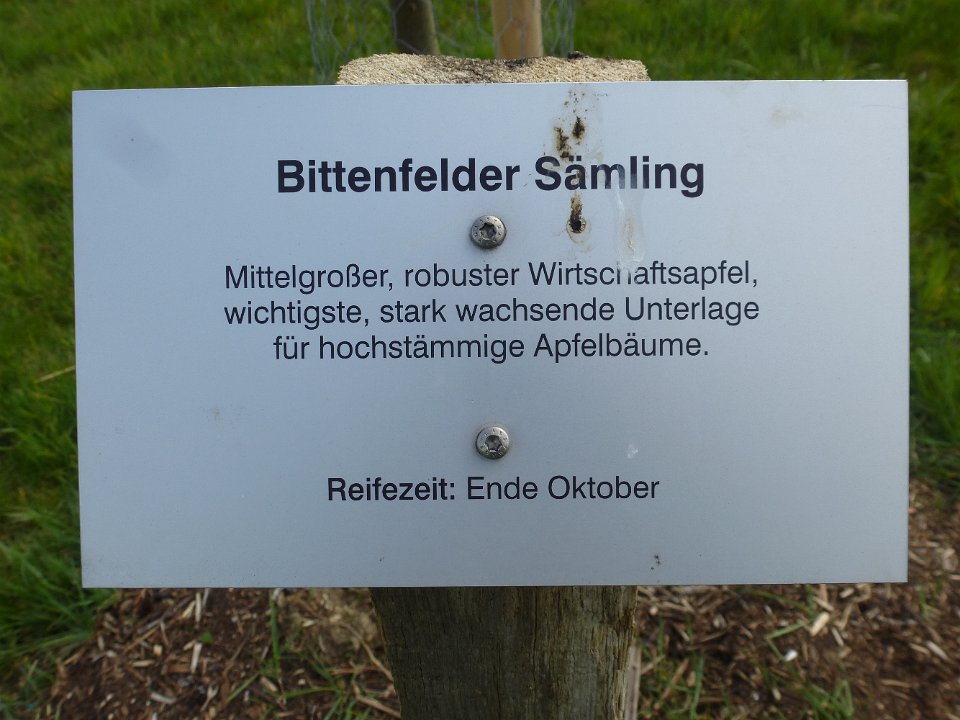 Bittenfelder Sämling
Mittelgroßer, robuster Wirtschaftsapfel,
wichtigste, stark wachsende Unterlage
für hochstämmige Apfelbäume.
Reifezeit: Ende Oktober